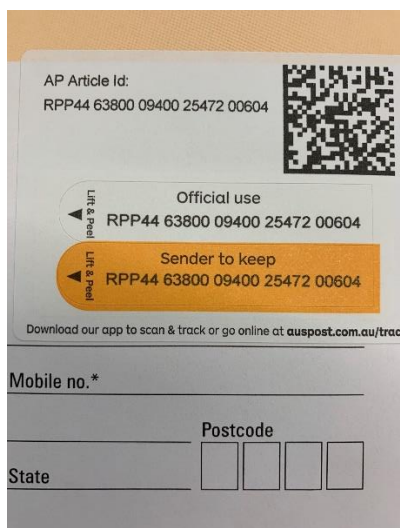 AP Article Id:
RPP44 63800 09400 25472 00604
Lift & Peel
Official use
RPP44 63800 09400 25472 00604
Lift & Peel
Sender to keep
RPP44 63800 09400 25472 00604
Download our app to scan & track or go online at auspost.com.au/trac
Mobile no.*
Postcode
State